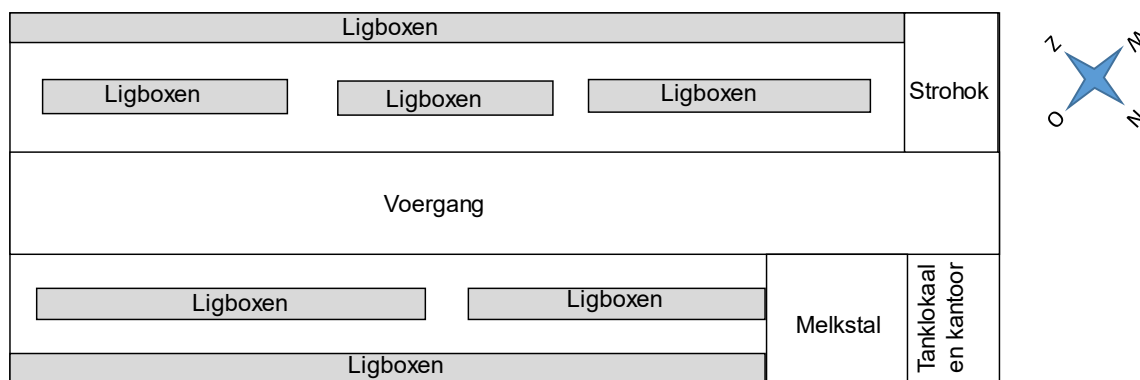 Ligboxen
Z
W
Ligboxen
Ligboxen
Ligboxen
Strohok
O
N
Voergang
Ligboxen
Ligboxen
Melkstal
Tanklokaal
en kantoor
Ligboxen